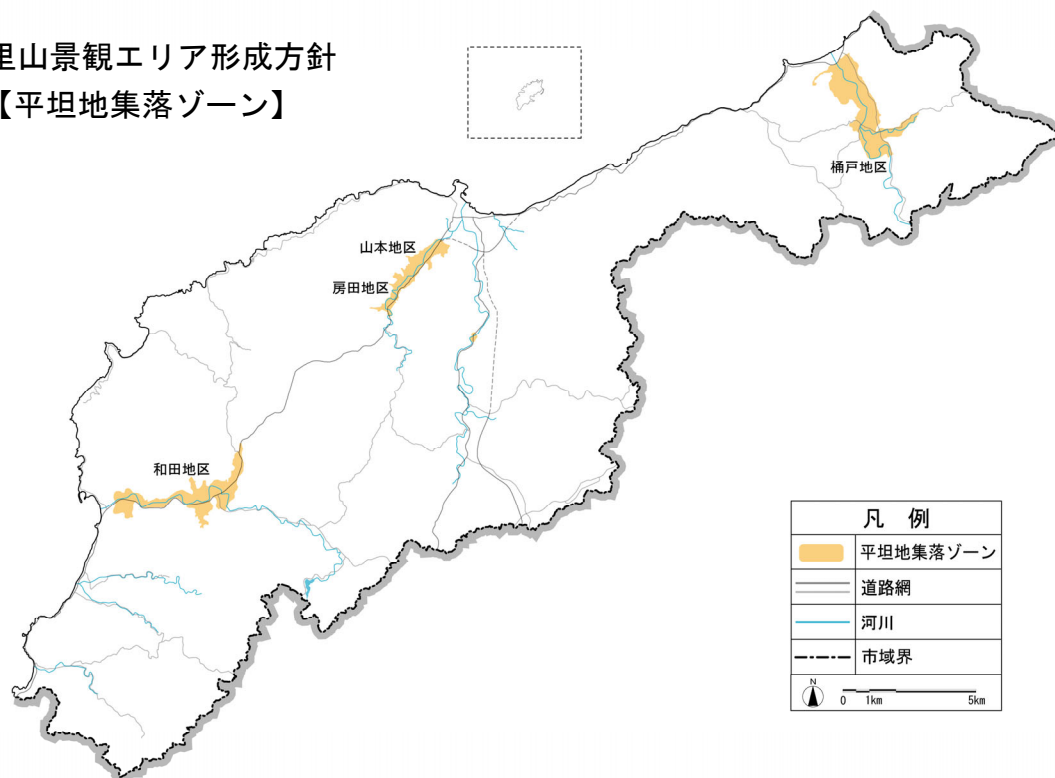 里山景観エリア形成方針
【平坦地集落ゾーン】
桶戸地区
山本地区
房田地区
和田地区
凡 例
平坦地集落ゾーン
道路網
河川
市域界
N
0 1km 5km